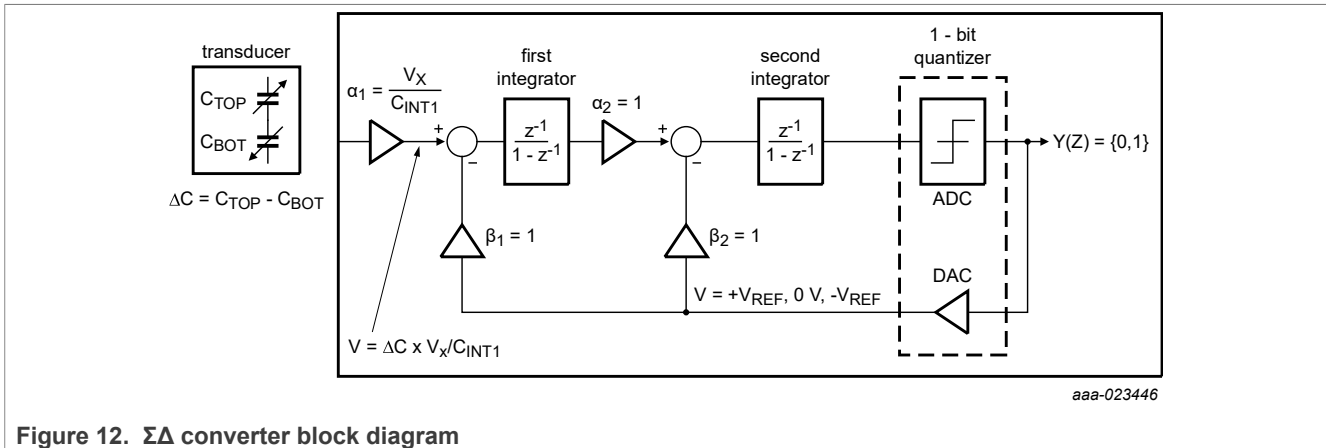 transducer
C_TOP
C_BOT
ΔC = C_TOP - C_BOT
α₁ = V_X / C_INT1
+
−
first
integrator
z⁻¹
1 - z⁻¹
α₂ = 1
+
−
second
integrator
z⁻¹
1 - z⁻¹
1 - bit
quantizer
ADC
Y(Z) = {0,1}
β₁ = 1
β₂ = 1
DAC
V = +V_REF, 0 V, -V_REF
V = ΔC x V_x/C_INT1
aaa-023446
Figure 12. ΣΔ converter block diagram